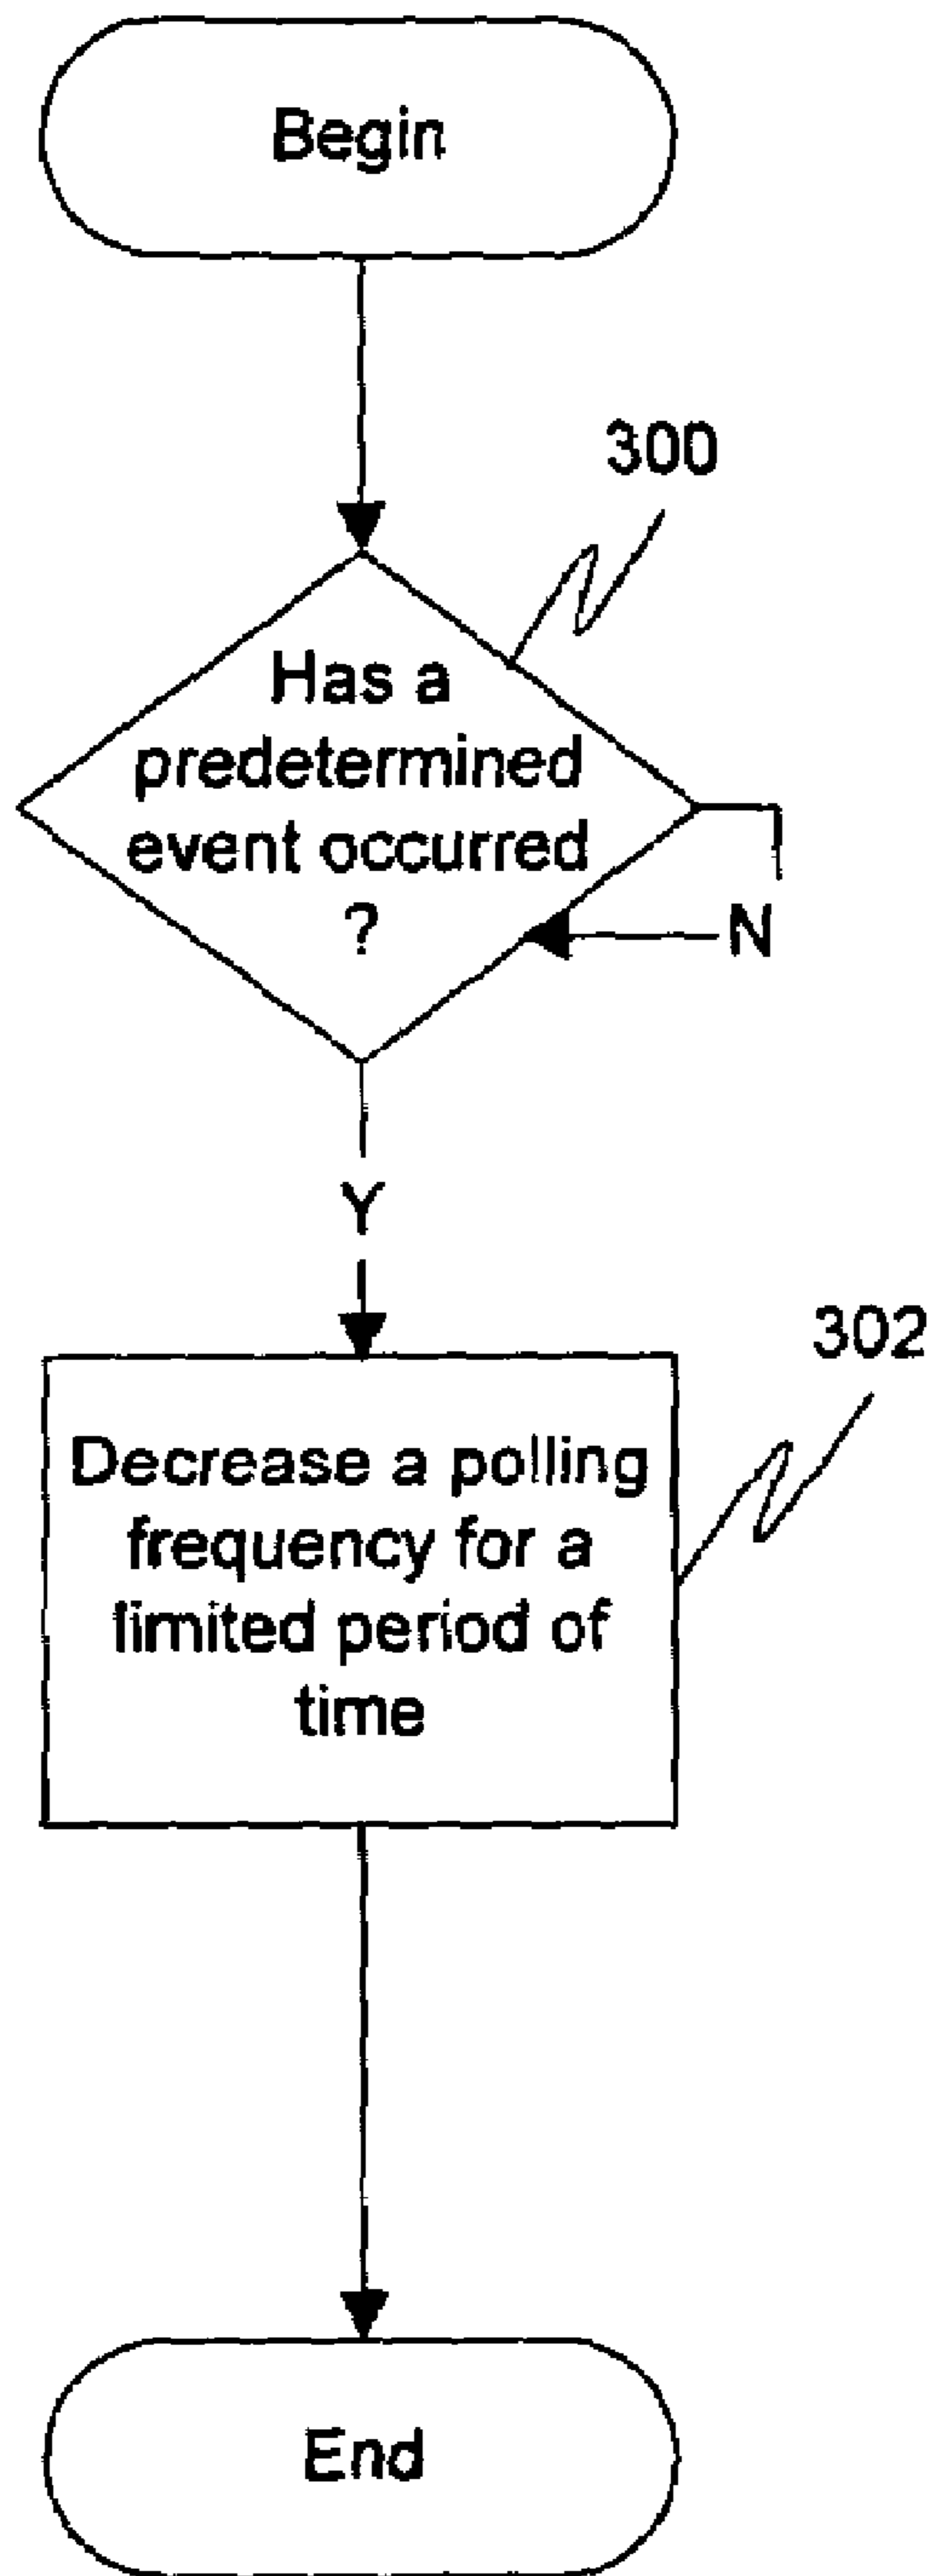 Begin
300
Has a
predetermined
event occurred
?
N
Y
302
Decrease a polling
frequency for a
limited period of
time
End